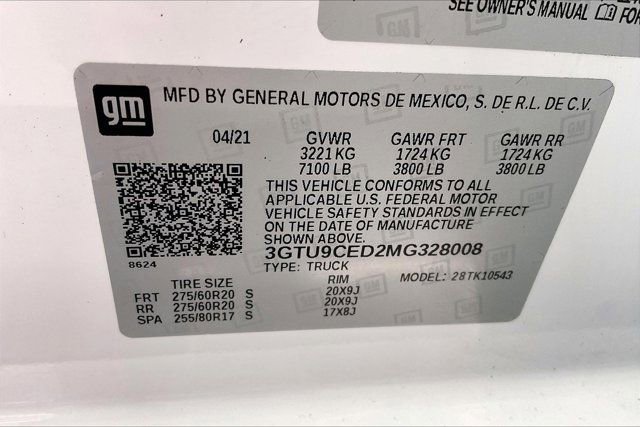 SEE OWNER'S MANUAL
FOR
gm
MFD BY GENERAL MOTORS DE MEXICO, S. DE R.L. DE C.V.
04/21 GVWR GAWR FRT GAWR RR
3221 KG 1724 KG 1724 KG
7100 LB 3800 LB 3800 LB
THIS VEHICLE CONFORMS TO ALL
APPLICABLE U.S. FEDERAL MOTOR
VEHICLE SAFETY STANDARDS IN EFFECT
ON THE DATE OF MANUFACTURE
SHOWN ABOVE.
3GTU9CED2MG328008
8624
TYPE: TRUCK MODEL: 28TK10543
TIRE SIZE RIM
FRT 275/60R20 S 20X9J
RR 275/60R20 S 20X9J
SPA 255/80R17 S 17X8J